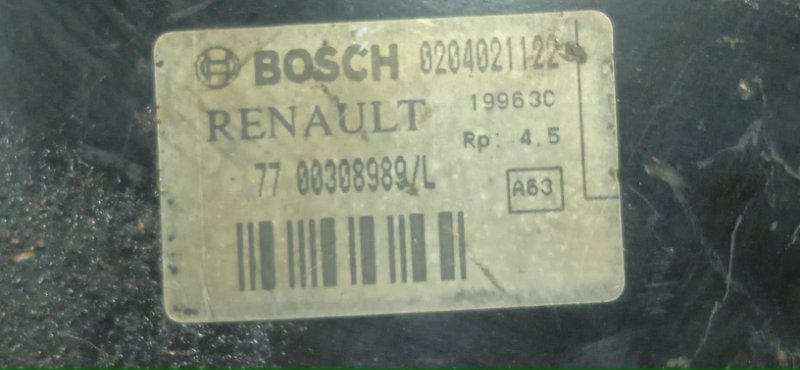 BOSCH 0204021122
RENAULT 19963C
Rp: 4.5
77 00308989/L
A63